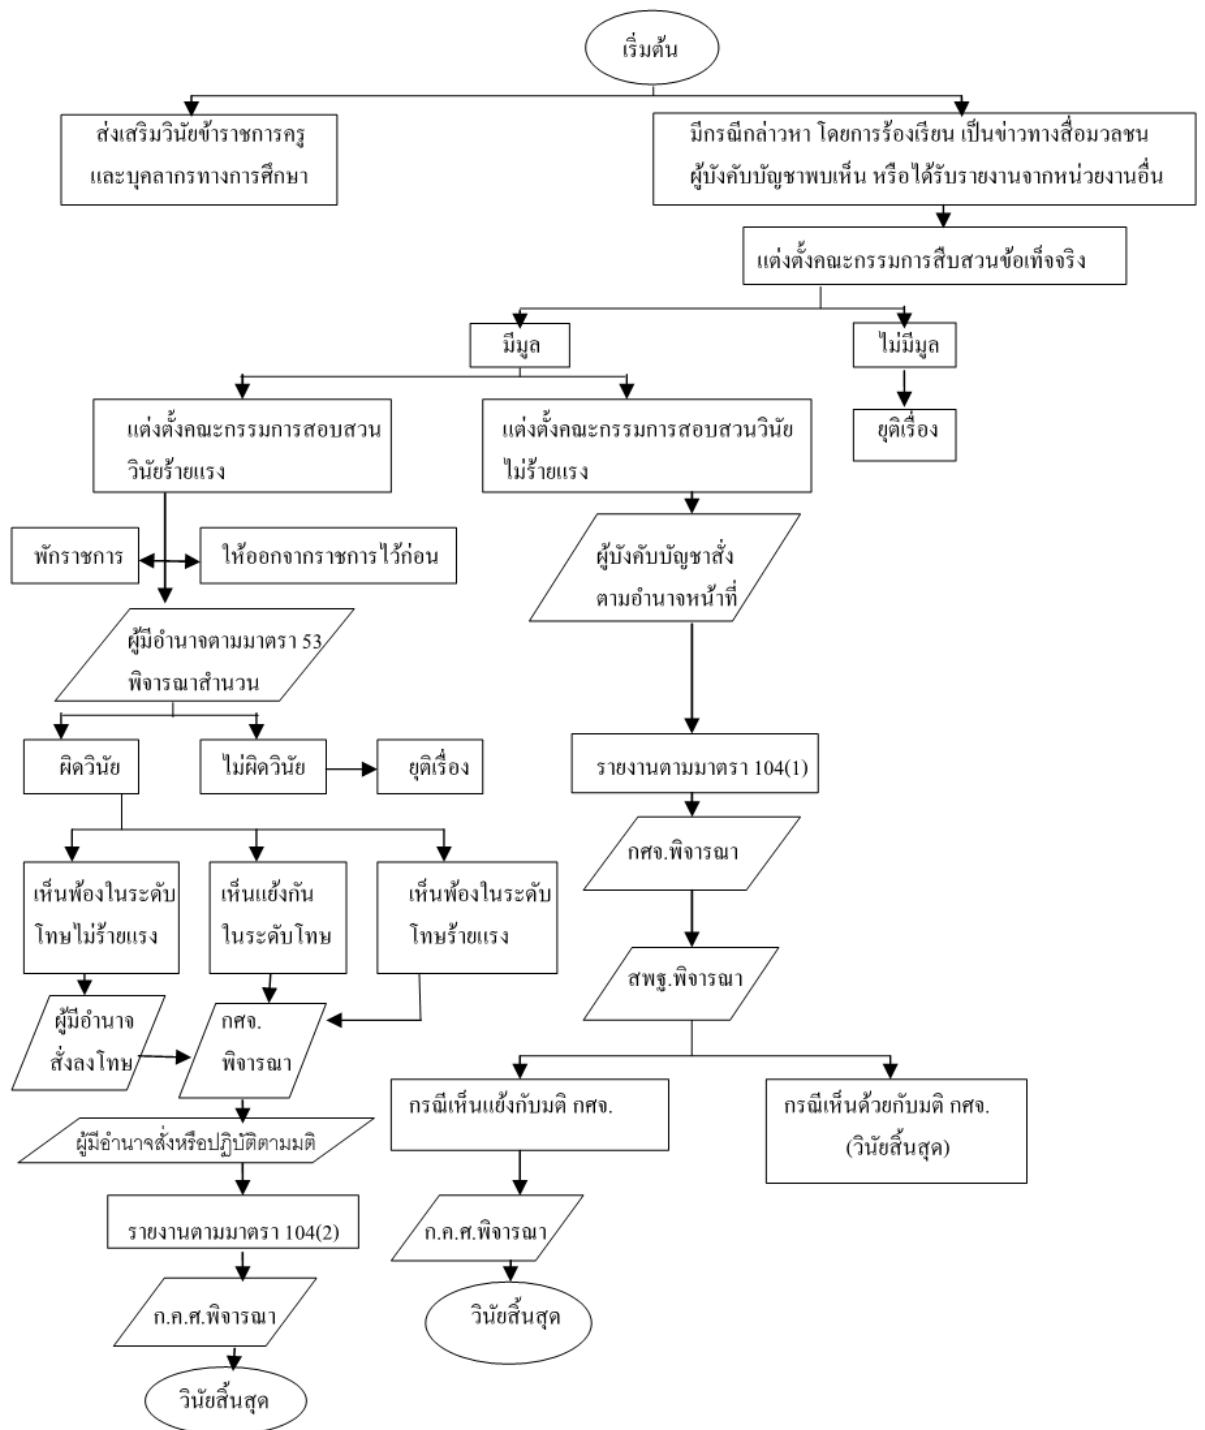 เริ่มต้น
ส่งเสริมวินัยข้าราชการครู
และบุคลากรทางการศึกษา
มีกรณีกล่าวหา โดยการร้องเรียน เป็นข่าวทางสื่อมวลชน
ผู้บังคับบัญชาพบเห็น หรือได้รับรายงานจากหน่วยงานอื่น
แต่งตั้งคณะกรรมการสืบสวนข้อเท็จจริง
มีมูล
ไม่มีมูล
ยุติเรื่อง
แต่งตั้งคณะกรรมการสอบสวน
วินัยร้ายแรง
แต่งตั้งคณะกรรมการสอบสวนวินัย
ไม่ร้ายแรง
พักราชการ
ให้ออกจากราชการไว้ก่อน
ผู้บังคับบัญชาสั่ง
ตามอำนาจหน้าที่
ผู้มีอำนาจตามมาตรา 53
พิจารณาสำนวน
ผิดวินัย
ไม่ผิดวินัย
ยุติเรื่อง
รายงานตามมาตรา 104(1)
กศจ.พิจารณา
เห็นพ้องในระดับ
โทษไม่ร้ายแรง
เห็นแย้งกัน
ในระดับโทษ
เห็นพ้องในระดับ
โทษร้ายแรง
สพฐ.พิจารณา
ผู้มีอำนาจ
สั่งลงโทษ
กศจ.
พิจารณา
กรณีเห็นแย้งกับมติ กศจ.
กรณีเห็นด้วยกับมติ กศจ.
(วินัยสิ้นสุด)
ผู้มีอำนาจสั่งหรือปฏิบัติตามมติ
รายงานตามมาตรา 104(2)
ก.ค.ศ.พิจารณา
วินัยสิ้นสุด
ก.ค.ศ.พิจารณา
วินัยสิ้นสุด